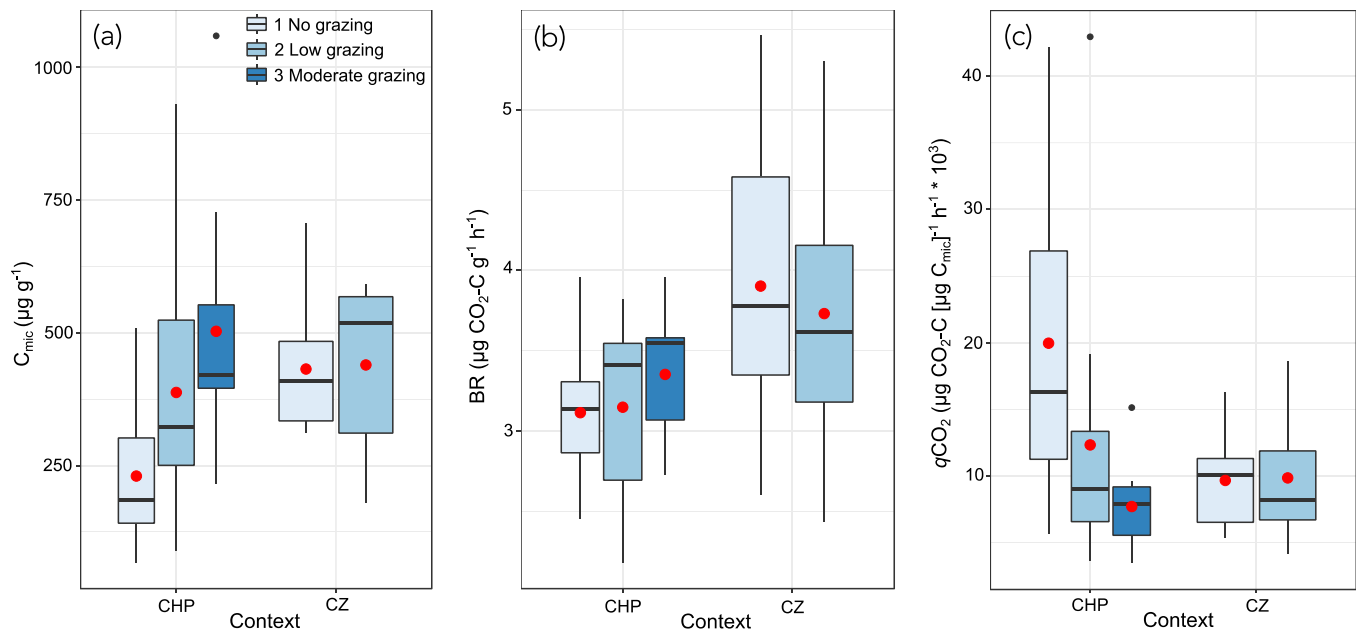 (a)
1 No grazing
2 Low grazing
3 Moderate grazing
1000
750
500
250
Cmic (µg g-1)
CHP
CZ
Context
(b)
5
4
3
BR (µg CO2-C g-1 h-1)
CHP
CZ
Context
(c)
40
30
20
10
qCO2 (µg CO2-C [µg Cmic]-1 h-1 * 103)
CHP
CZ
Context